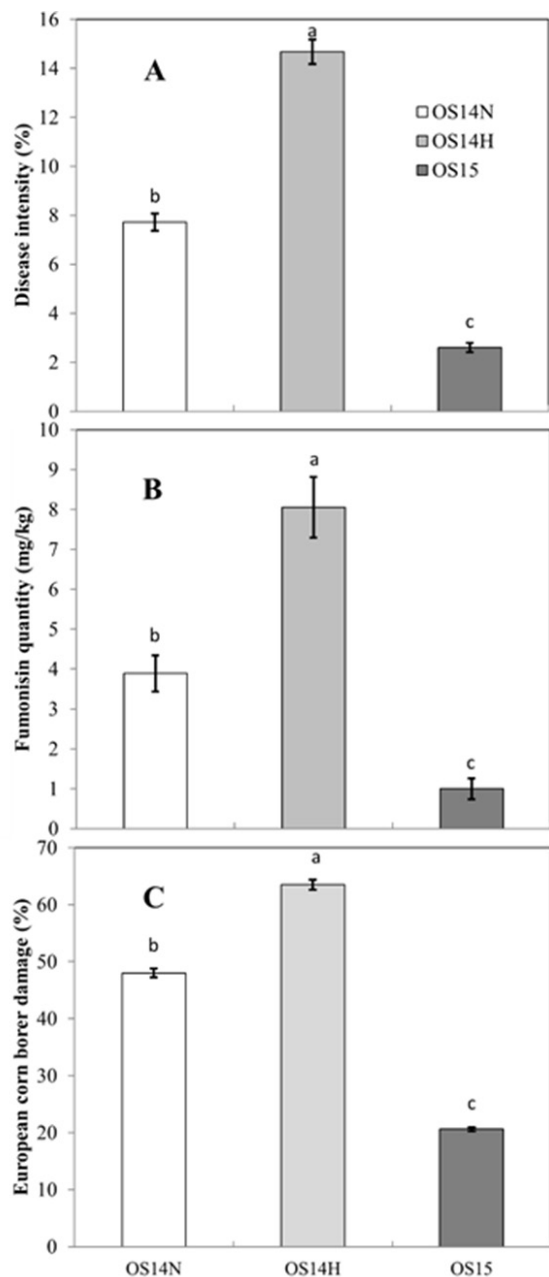 16
14
12
10
8
6
4
2
0
Disease intensity (%)
A
a
b
c
OS14N
OS14H
OS15
10
9
8
7
6
5
4
3
2
1
0
Fumonisin quantity (mg/kg)
B
a
b
c
70
60
50
40
30
20
10
0
European corn borer damage (%)
C
a
b
c
OS14N
OS14H
OS15